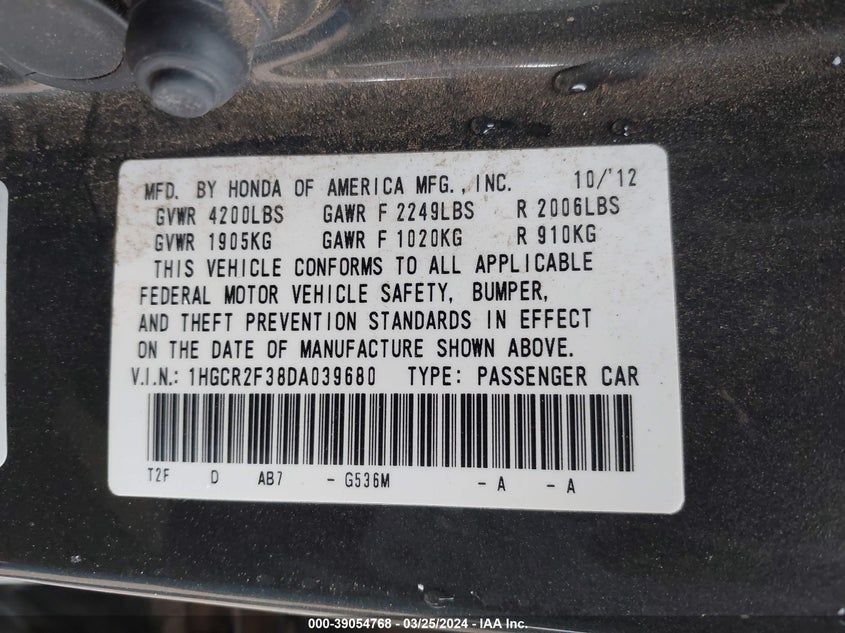 MFD. BY HONDA OF AMERICA MFG., INC. 10/'12
GVWR 4200LBS GAWR F 2249LBS R 2006LBS
GVWR 1905KG GAWR F 1020KG R 910KG
THIS VEHICLE CONFORMS TO ALL APPLICABLE
FEDERAL MOTOR VEHICLE SAFETY, BUMPER,
AND THEFT PREVENTION STANDARDS IN EFFECT
ON THE DATE OF MANUFACTURE SHOWN ABOVE.
V.I.N.: 1HGCR2F38DA039680 TYPE: PASSENGER CAR
T2F D AB7 - G536M - A - A
000-39054768 - 03/25/2024 - IAA Inc.